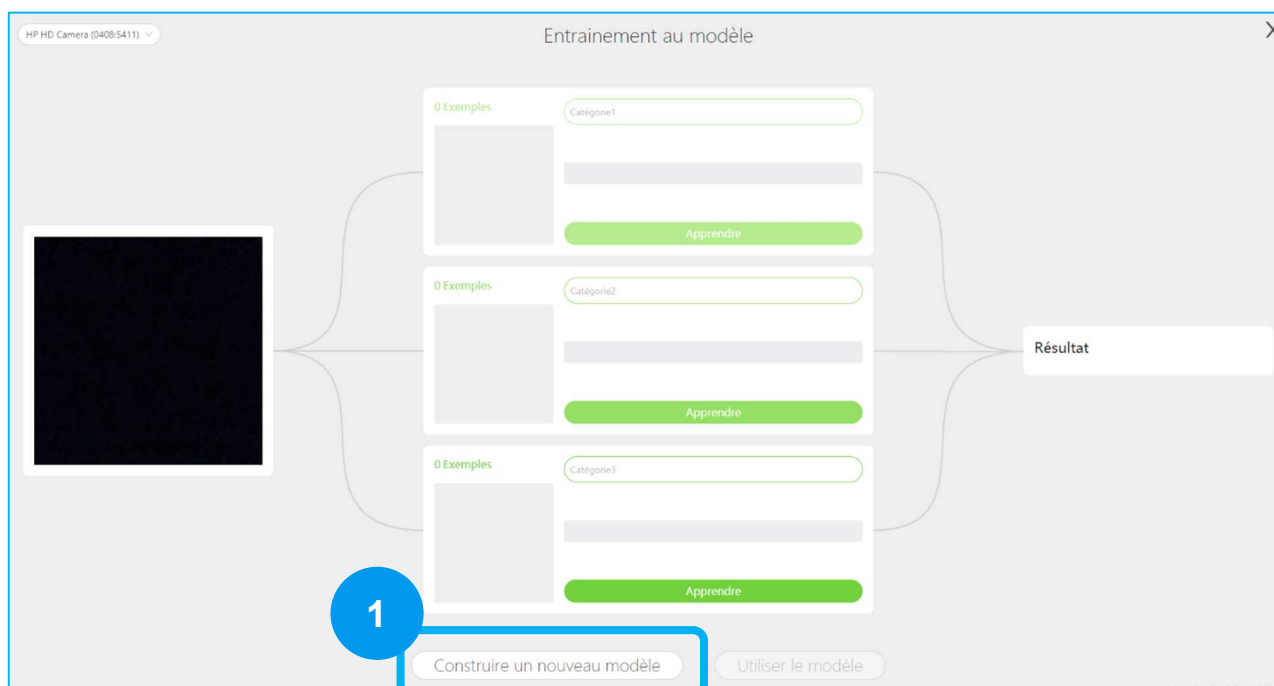 HP HD Camera (0408:5411)
Entrainement au modèle
X
0 Exemples
Catégorie1
Apprendre
0 Exemples
Catégorie2
Apprendre
Résultat
0 Exemples
Catégorie3
Apprendre
1
Construire un nouveau modèle
Utiliser le modèle